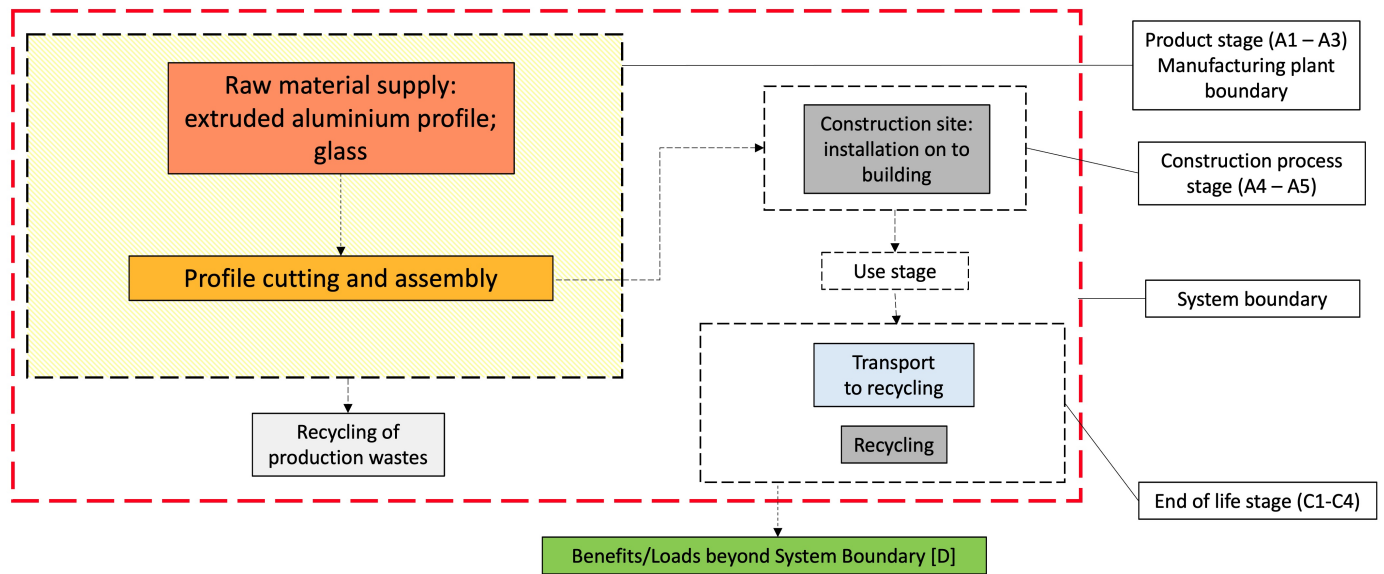 Raw material supply:
extruded aluminium profile;
glass
Profile cutting and assembly
Recycling of
production wastes
Construction site:
installation on to
building
Use stage
Transport
to recycling
Recycling
Benefits/Loads beyond System Boundary [D]
Product stage (A1 – A3)
Manufacturing plant
boundary
Construction process
stage (A4 – A5)
System boundary
End of life stage (C1-C4)